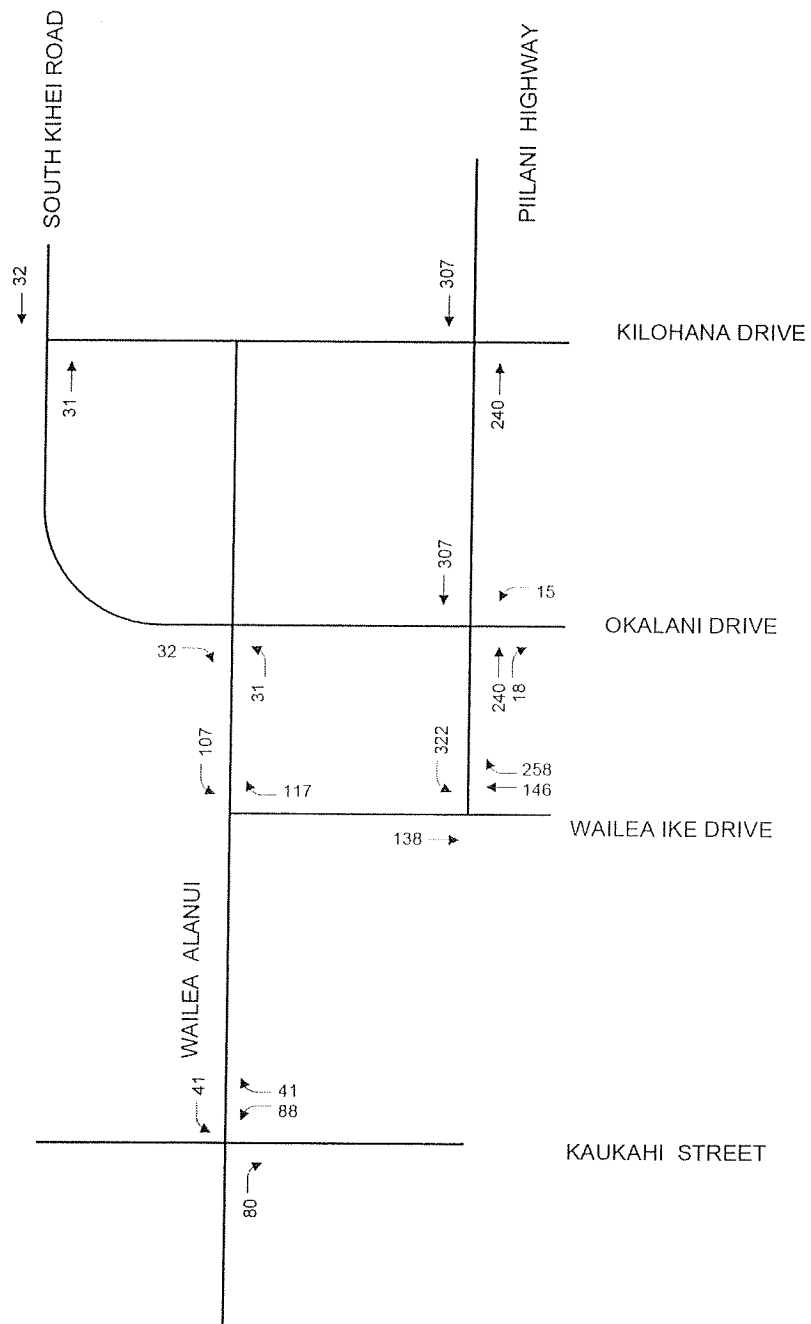 SOUTH KIHEI ROAD
PIILANI HIGHWAY
32
307
KILOHANA DRIVE
31
240
307
15
OKALANI DRIVE
32
31
240
18
107
322
117
258
146
WAILEA IKE DRIVE
138
WAILEA ALANUI
41
41
88
KAUKAHI STREET
80